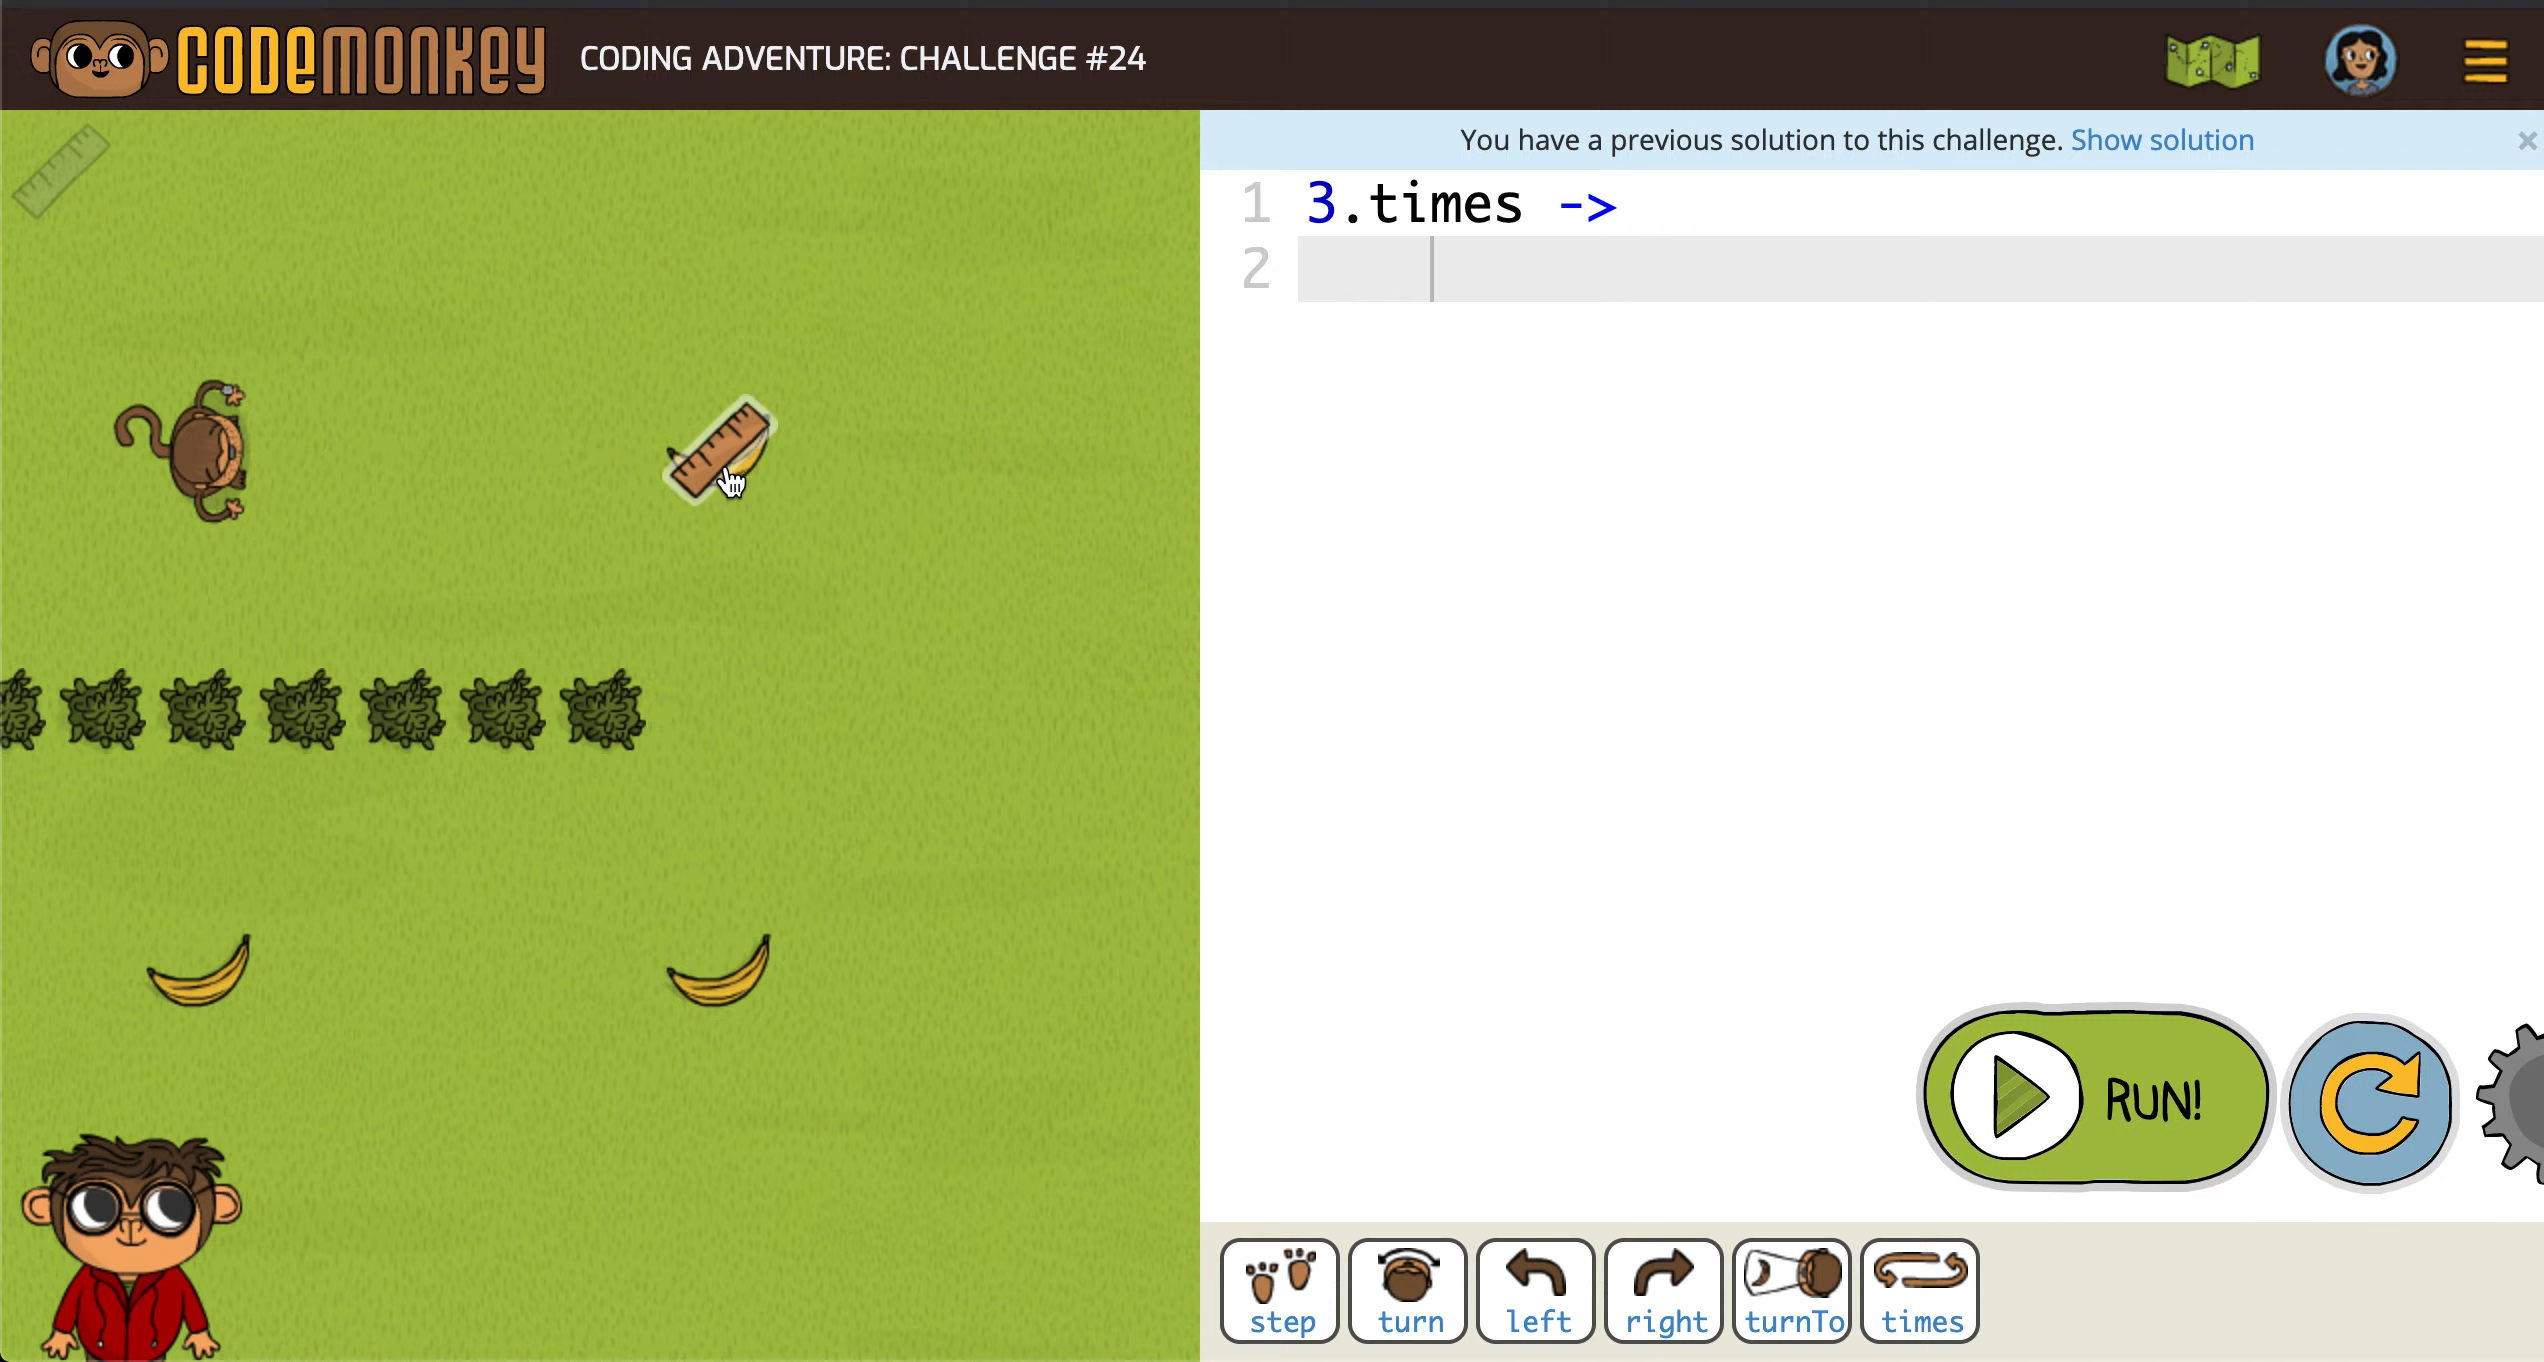 CODEMONKEY CODING ADVENTURE: CHALLENGE #24
You have a previous solution to this challenge. Show solution ×
1 3.times ->
2
RUN!
step turn left right turnTo times